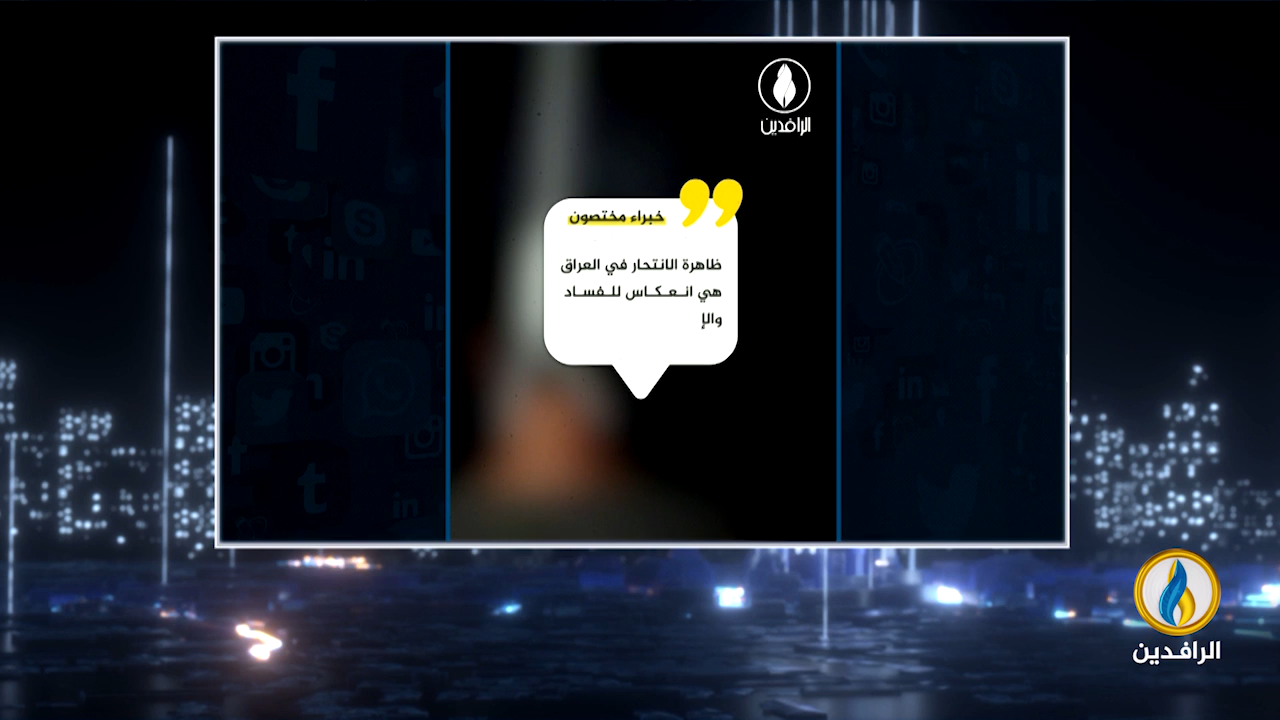 الرافدين
خبراء مختصون
ظاهرة الانتحار في العراق
هي انعكاس للفساد
والإ
الرافدين